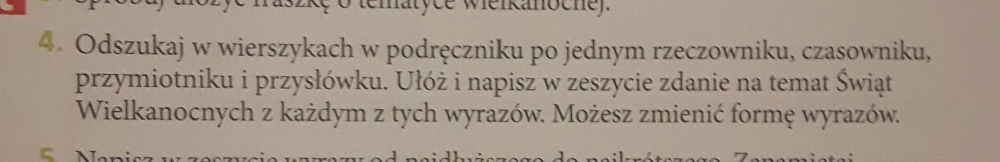 Spróbuj ułożyć fraszkę o tematyce wielkanocnej.
4. Odszukaj w wierszykach w podręczniku po jednym rzeczowniku, czasowniku,
przymiotniku i przysłówku. Ułóż i napisz w zeszycie zdanie na temat Świąt
Wielkanocnych z każdym z tych wyrazów. Możesz zmienić formę wyrazów.
5. Napisz w zeszycie wyrazy od najdłuższego do najkrótszego. Zapamiętaj